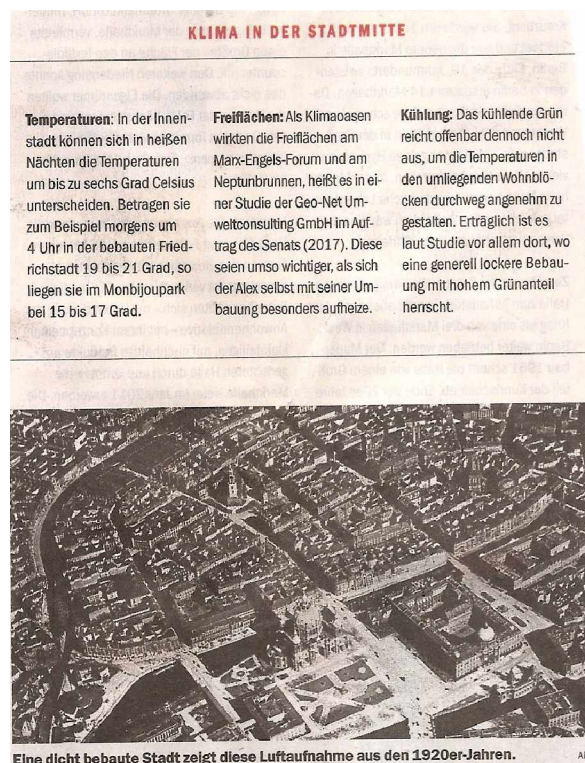 KLIMA IN DER STADTMITTE
Temperaturen: In der Innen-
stadt können sich in heißen
Nächten die Temperaturen
um bis zu sechs Grad Celsius
unterscheiden. Betragen sie
zum Beispiel morgens um
4 Uhr in der bebauten Fried-
richstadt 19 bis 21 Grad, so
liegen sie im Monbijoupark
bei 15 bis 17 Grad.
Freiflächen: Als Klimaoasen
wirkten die Freiflächen am
Marx-Engels-Forum und am
Neptunbrunnen, heißt es in ei-
ner Studie der Geo-Net Um-
weltconsulting GmbH im Auf-
trag des Senats (2017). Diese
seien umso wichtiger, als sich
der Alex selbst mit seiner Um-
bauung besonders aufheize.
Kühlung: Das kühlende Grün
reicht offenbar dennoch nicht
aus, um die Temperaturen in
den umliegenden Wohnblö-
cken durchweg angenehm zu
gestalten. Erträglich ist es
laut Studie vor allem dort, wo
eine generell lockere Bebau-
ung mit hohem Grünanteil
herrscht.
Eine dicht bebaute Stadt zeigt diese Luftaufnahme aus den 1920er-Jahren.